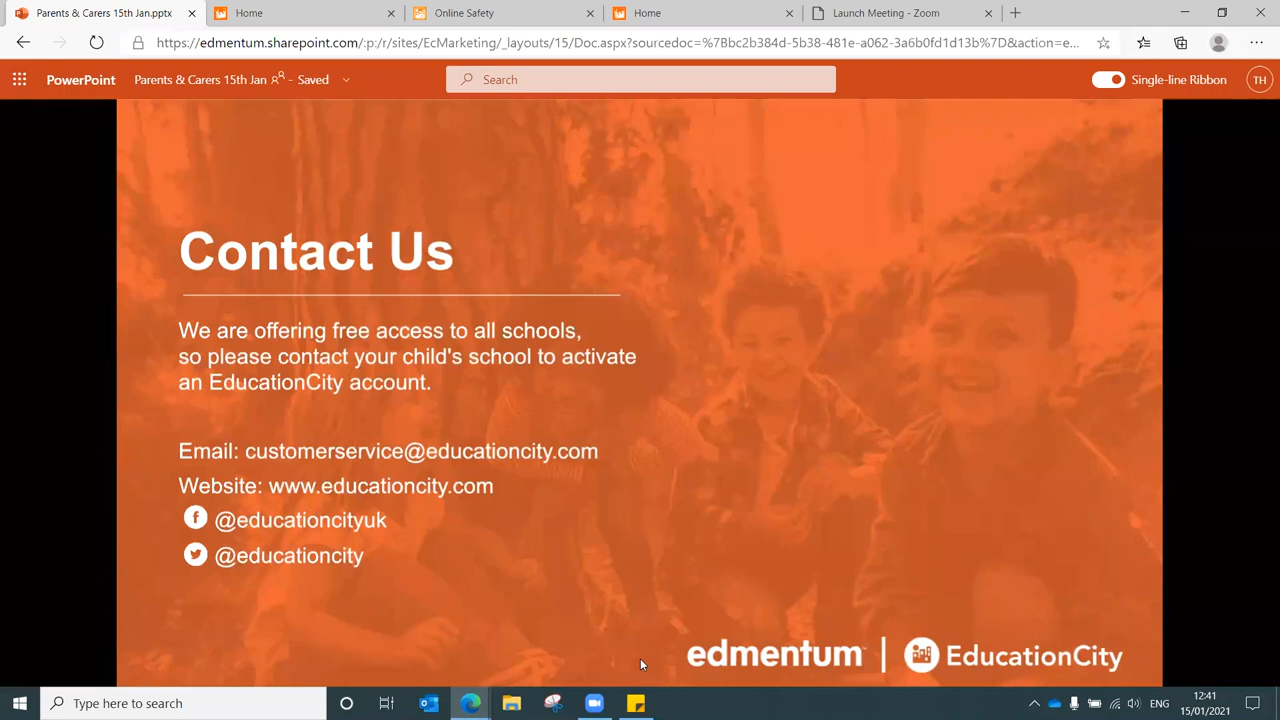 Parents & Carers 15th Jan.pptx
Home
Online Safety
Home
Launch Meeting - Zoom
https://edmentum.sharepoint.com/:p:/r/sites/EcMarketing/_layouts/15/Doc.aspx?sourcedoc=%7Bbc2b384d-5b38-481e-a062-3a6b0fd1d13b%7D&action=e...
PowerPoint
Parents & Carers 15th Jan - Saved
Search
Single-line Ribbon
TH
Contact Us
We are offering free access to all schools,
so please contact your child's school to activate
an EducationCity account.
Email: customerservice@educationcity.com
Website: www.educationcity.com
@educationcityuk
@educationcity
edmentum | EducationCity
Type here to search
ENG
12:41
15/01/2021